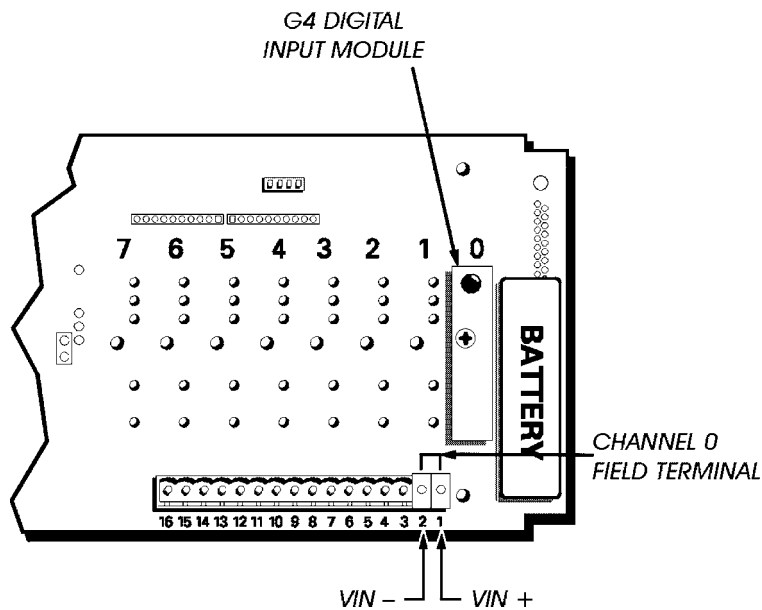 G4 DIGITAL
INPUT MODULE
7 6 5 4 3 2 1 0
BATTERY
CHANNEL 0
FIELD TERMINAL
16 15 14 13 12 11 10 9 8 7 6 5 4 3 2 1
VIN – VIN +